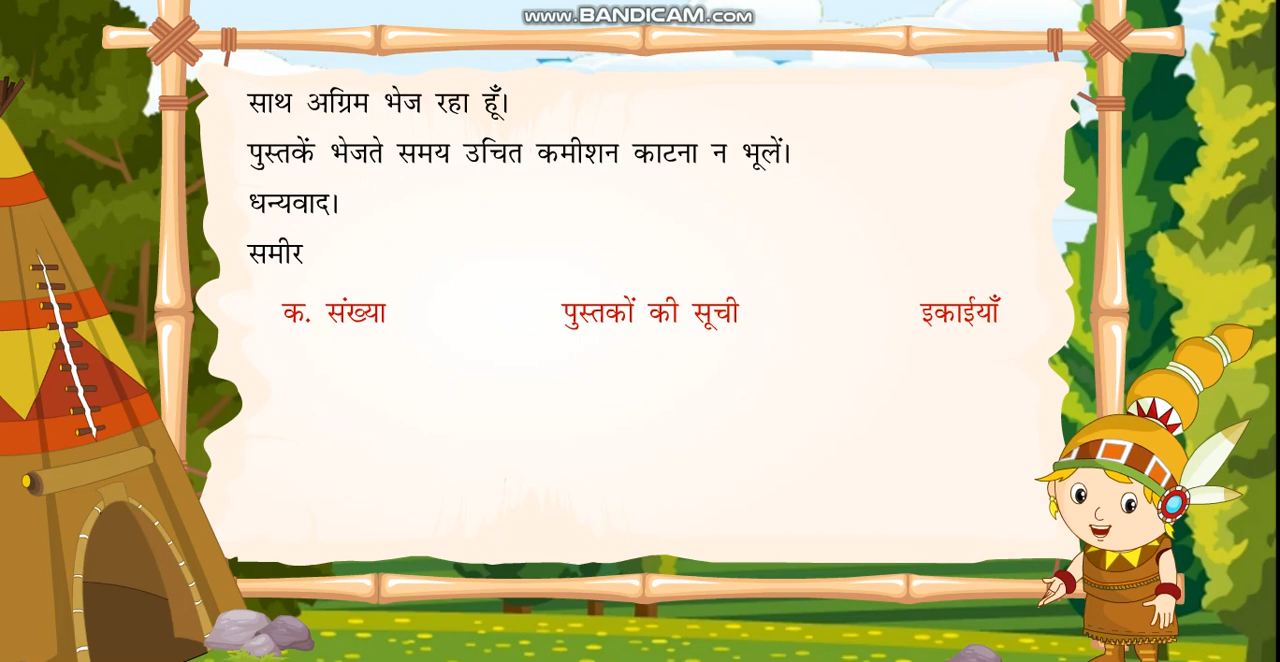 www.BANDICAM.com
साथ अग्रिम भेज रहा हूँ।
पुस्तकें भेजते समय उचित कमीशन काटना न भूलें।
धन्यवाद।
समीर
क. संख्या पुस्तकों की सूची इकाईयाँ